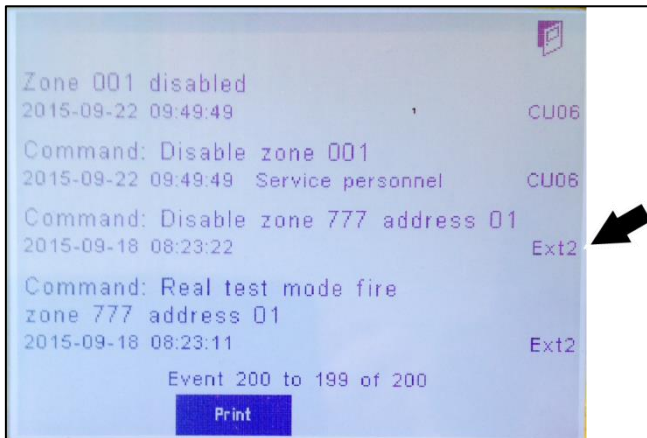 Zone 001 disabled
2015-09-22 09:49:49 CU06
Command: Disable zone 001
2015-09-22 09:49:49 Service personnel CU06
Command: Disable zone 777 address 01
2015-09-18 08:23:22 Ext2
Command: Real test mode fire
zone 777 address 01
2015-09-18 08:23:11 Ext2
Event 200 to 199 of 200
Print